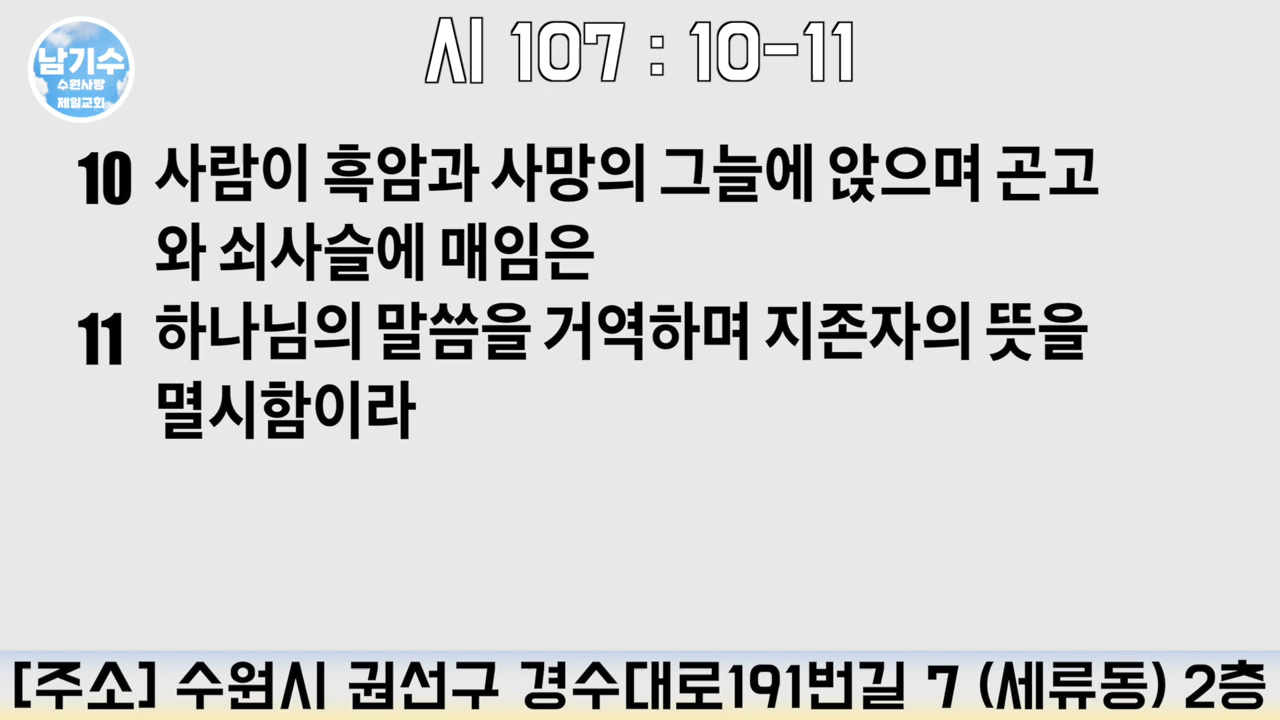 남기수
수원사랑
제일교회
시 107 : 10-11
10 사람이 흑암과 사망의 그늘에 앉으며 곤고
와 쇠사슬에 매임은
11 하나님의 말씀을 거역하며 지존자의 뜻을
멸시함이라
[주소] 수원시 권선구 경수대로191번길 7 (세류동) 2층